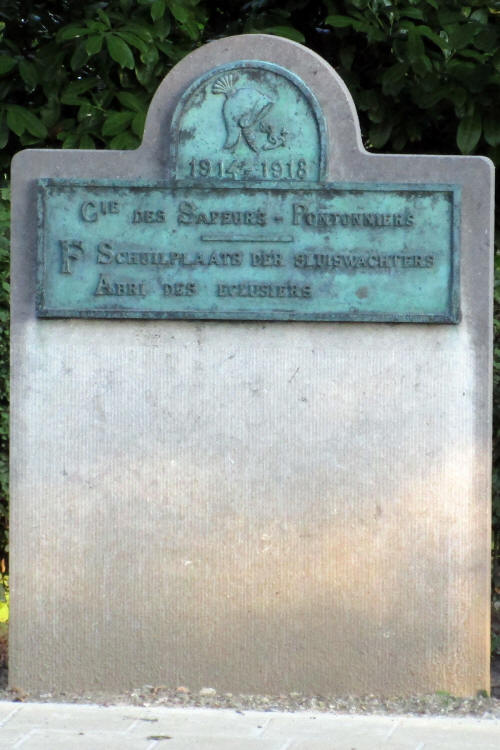 1914-1918
Cie DES SAPEURS - PONTONNIERS
F SCHUILPLAATS DER SLUISWACHTERS
ABRI DES ECLUSIERS